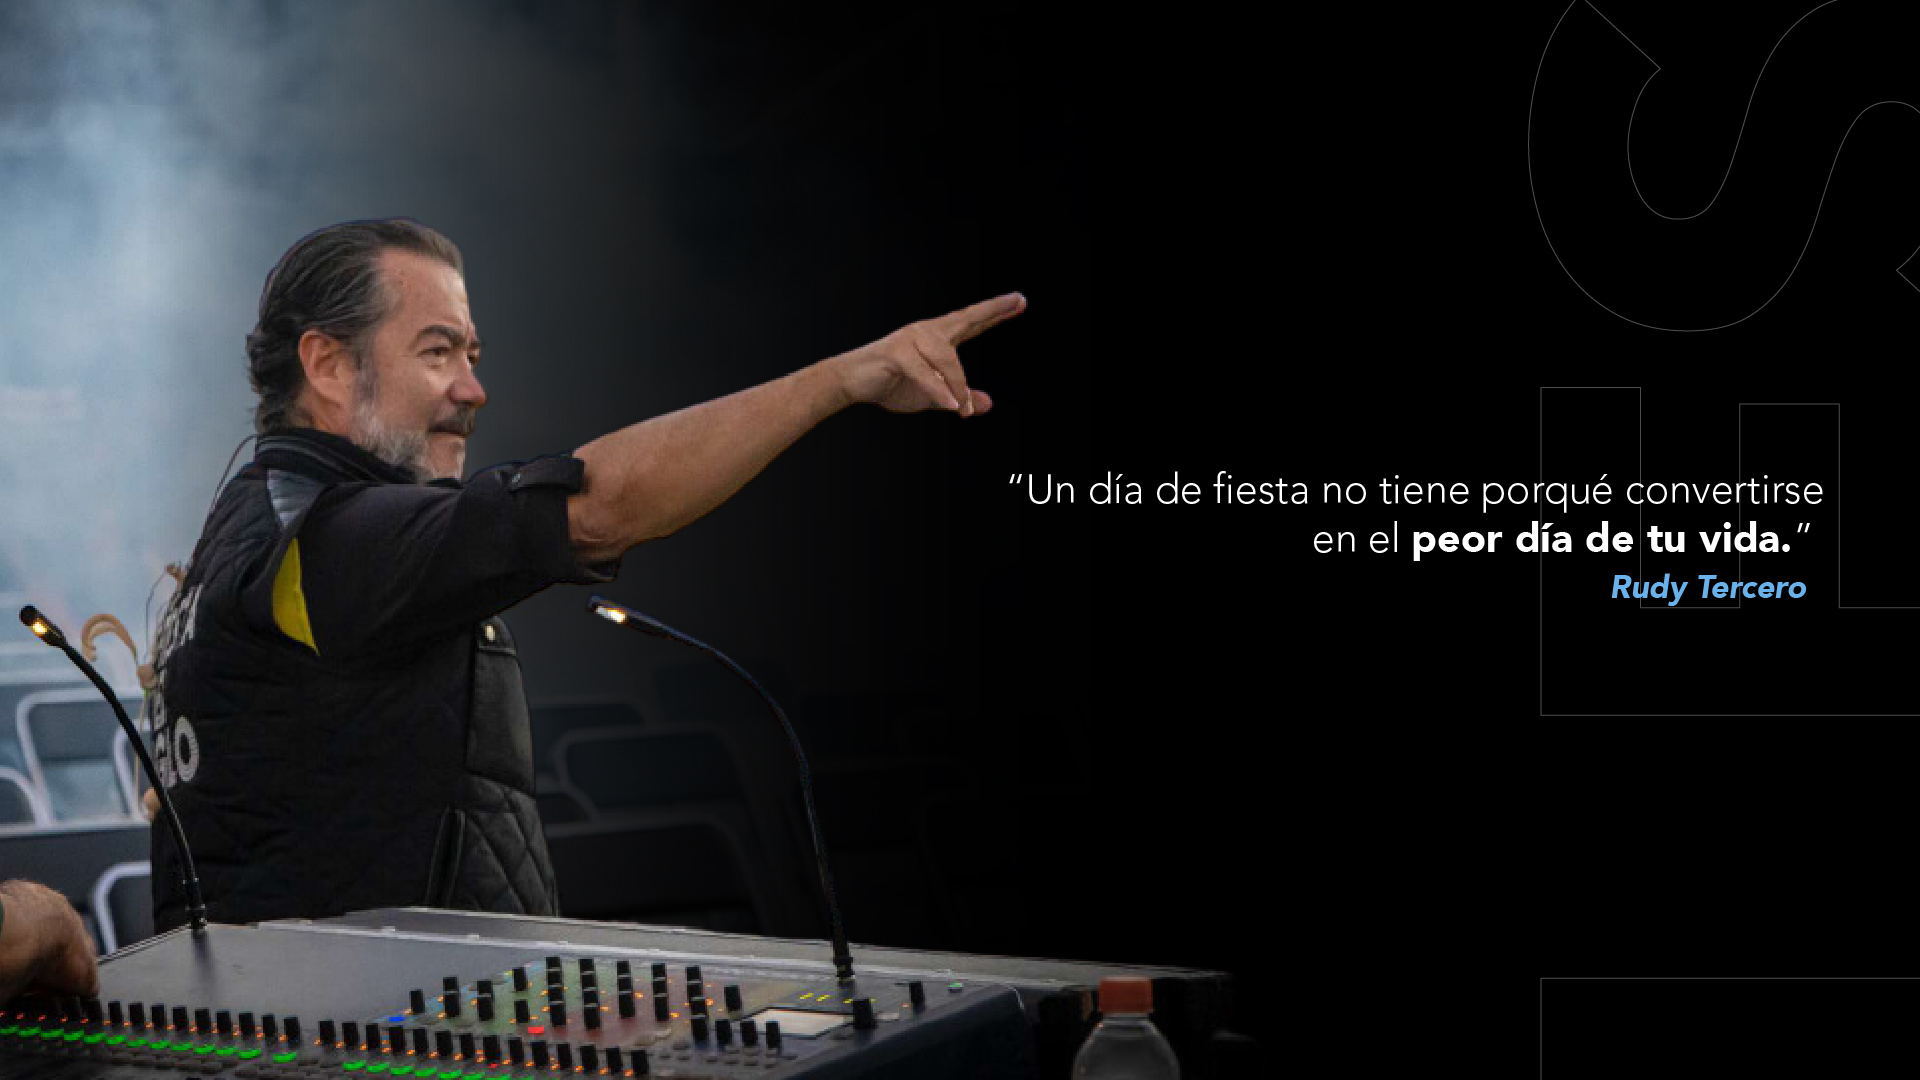 “Un día de fiesta no tiene porqué convertirse
en el peor día de tu vida.”
Rudy Tercero